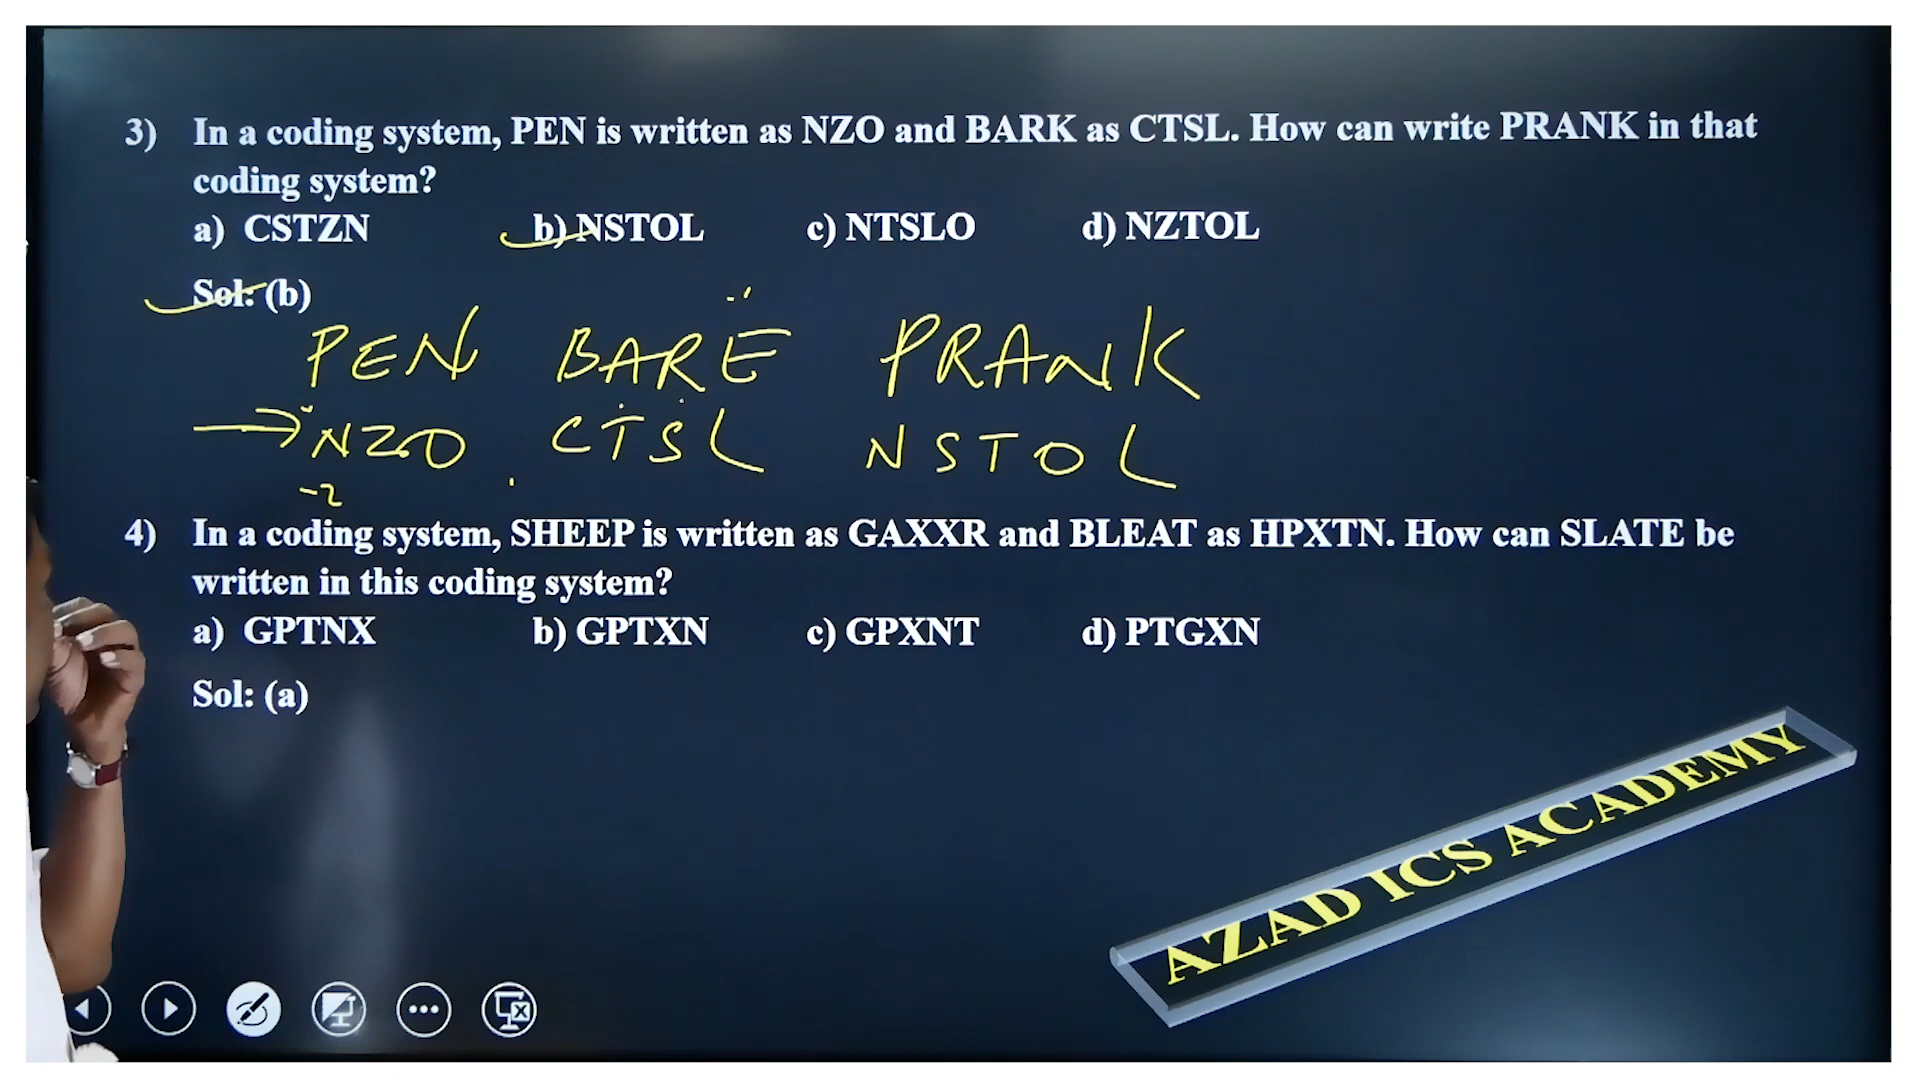 3) In a coding system, PEN is written as NZO and BARK as CTSL. How can write PRANK in that
coding system?
a) CSTZN b) NSTOL c) NTSLO d) NZTOL
Sol: (b)
PEN BARE PRANK
NZO CTSL NSTOL
-2
4) In a coding system, SHEEP is written as GAXXR and BLEAT as HPXTN. How can SLATE be
written in this coding system?
a) GPTNX b) GPTXN c) GPXNT d) PTGXN
Sol: (a)
AZAD ICS ACADEMY